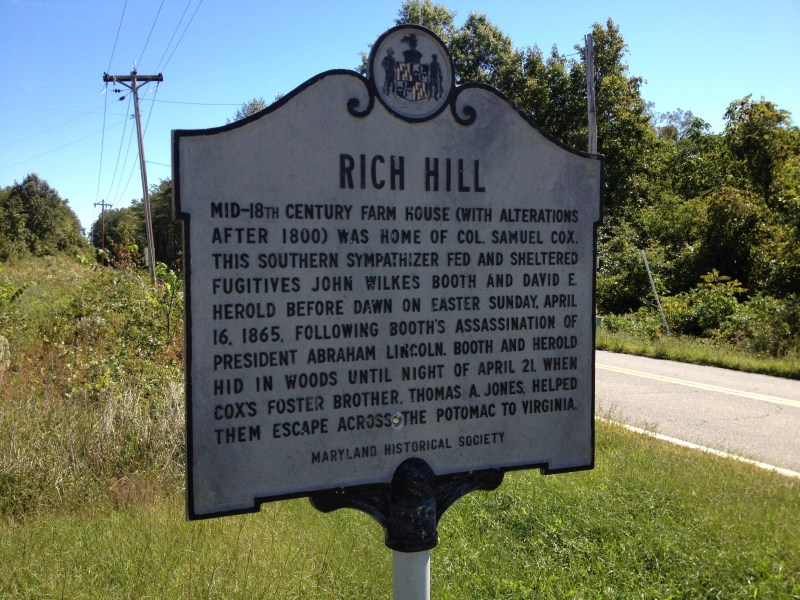 RICH HILL
MID-18TH CENTURY FARM HOUSE (WITH ALTERATIONS
AFTER 1800) WAS HOME OF COL. SAMUEL COX.
THIS SOUTHERN SYMPATHIZER FED AND SHELTERED
FUGITIVES JOHN WILKES BOOTH AND DAVID E.
HEROLD BEFORE DAWN ON EASTER SUNDAY, APRIL
16, 1865, FOLLOWING BOOTH'S ASSASSINATION OF
PRESIDENT ABRAHAM LINCOLN. BOOTH AND HEROLD
HID IN WOODS UNTIL NIGHT OF APRIL 21, WHEN
COX'S FOSTER BROTHER, THOMAS A. JONES, HELPED
THEM ESCAPE ACROSS THE POTOMAC TO VIRGINIA.
MARYLAND HISTORICAL SOCIETY